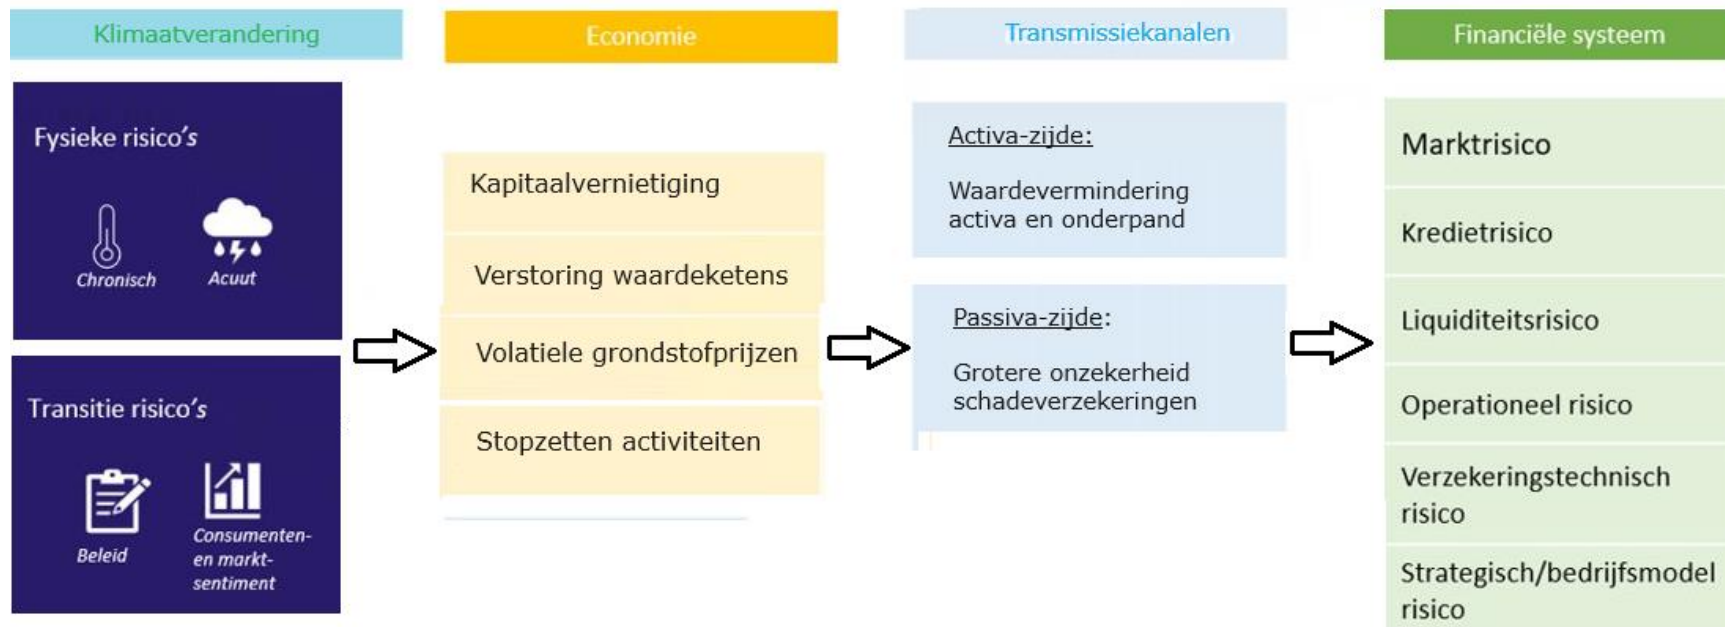 Klimaatverandering
Economie
Transmissiekanalen
Financiële systeem
Fysieke risico's
Chronisch
Acuut
Transitie risico's
Beleid
Consumenten-
en markt-
sentiment
Kapitaalvernietiging
Verstoring waardeketens
Volatiele grondstofprijzen
Stopzetten activiteiten
Activa-zijde:
Waardevermindering
activa en onderpand
Passiva-zijde:
Grotere onzekerheid
schadeverzekeringen
Marktrisico
Kredietrisico
Liquiditeitsrisico
Operationeel risico
Verzekeringstechnisch
risico
Strategisch/bedrijfsmodel
risico